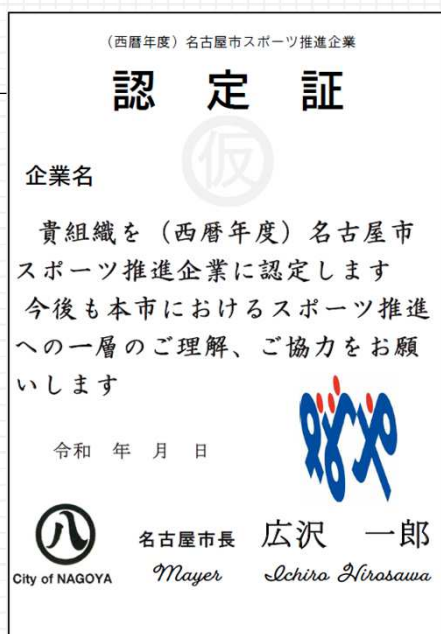 （西暦年度）名古屋市スポーツ推進企業
認定証
仮
企業名
貴組織を（西暦年度）名古屋市
スポーツ推進企業に認定します
今後も本市におけるスポーツ推進
への一層のご理解、ご協力をお願
いします
令和　年　月　日
八
City of NAGOYA
名古屋市長　広沢　一郎
Mayer Ichiro Hirosawa